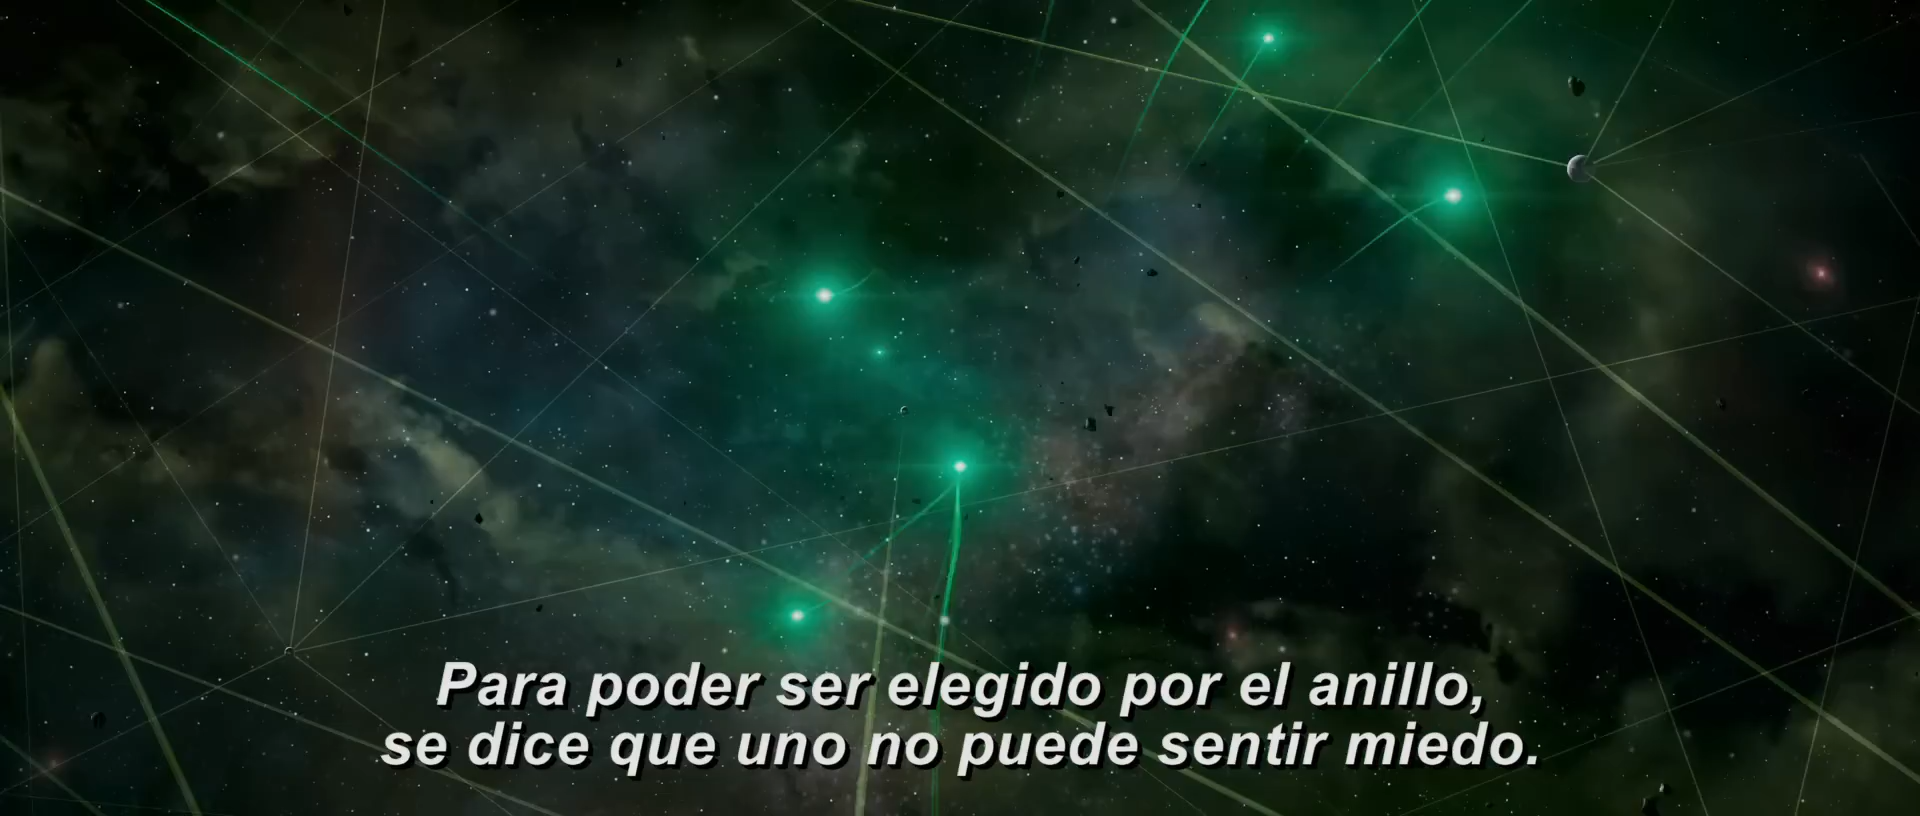 Para poder ser elegido por el anillo,
se dice que uno no puede sentir miedo.